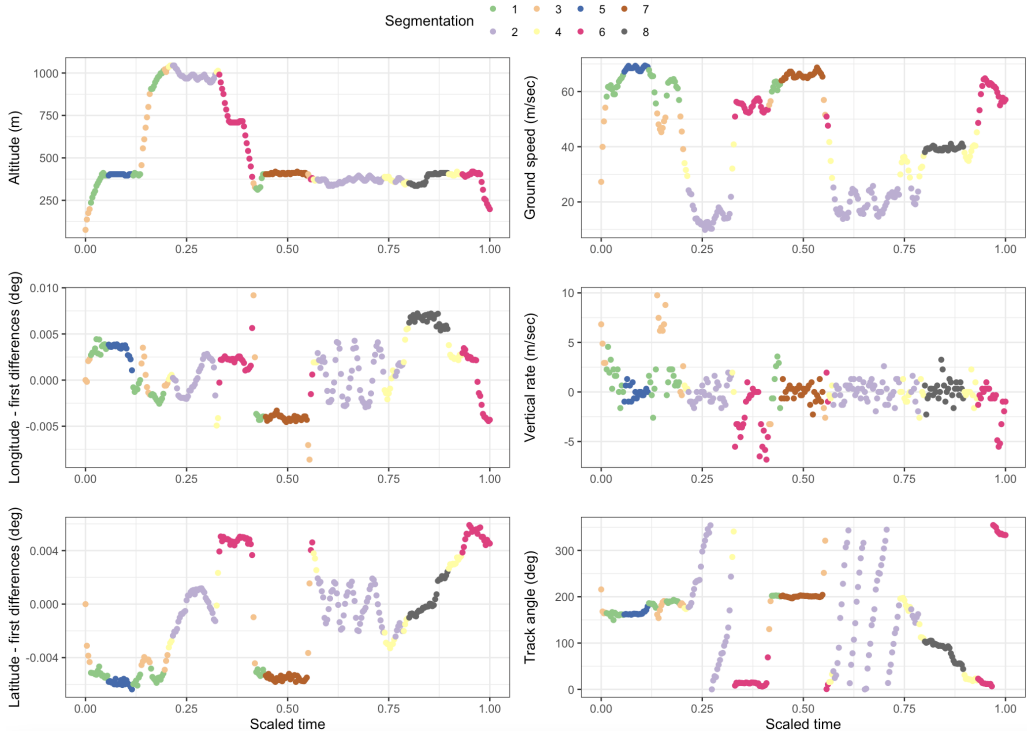 Segmentation 1 3 5 7
2 4 6 8
Altitude (m)
1000
750
500
250
0.00 0.25 0.50 0.75 1.00
Ground speed (m/sec)
60
40
20
0.00 0.25 0.50 0.75 1.00
Longitude - first differences (deg)
0.010
0.005
0.000
-0.005
0.00 0.25 0.50 0.75 1.00
Vertical rate (m/sec)
10
5
0
-5
0.00 0.25 0.50 0.75 1.00
Latitude - first differences (deg)
0.004
0.000
-0.004
0.00 0.25 0.50 0.75 1.00
Scaled time
Track angle (deg)
300
200
100
0
0.00 0.25 0.50 0.75 1.00
Scaled time